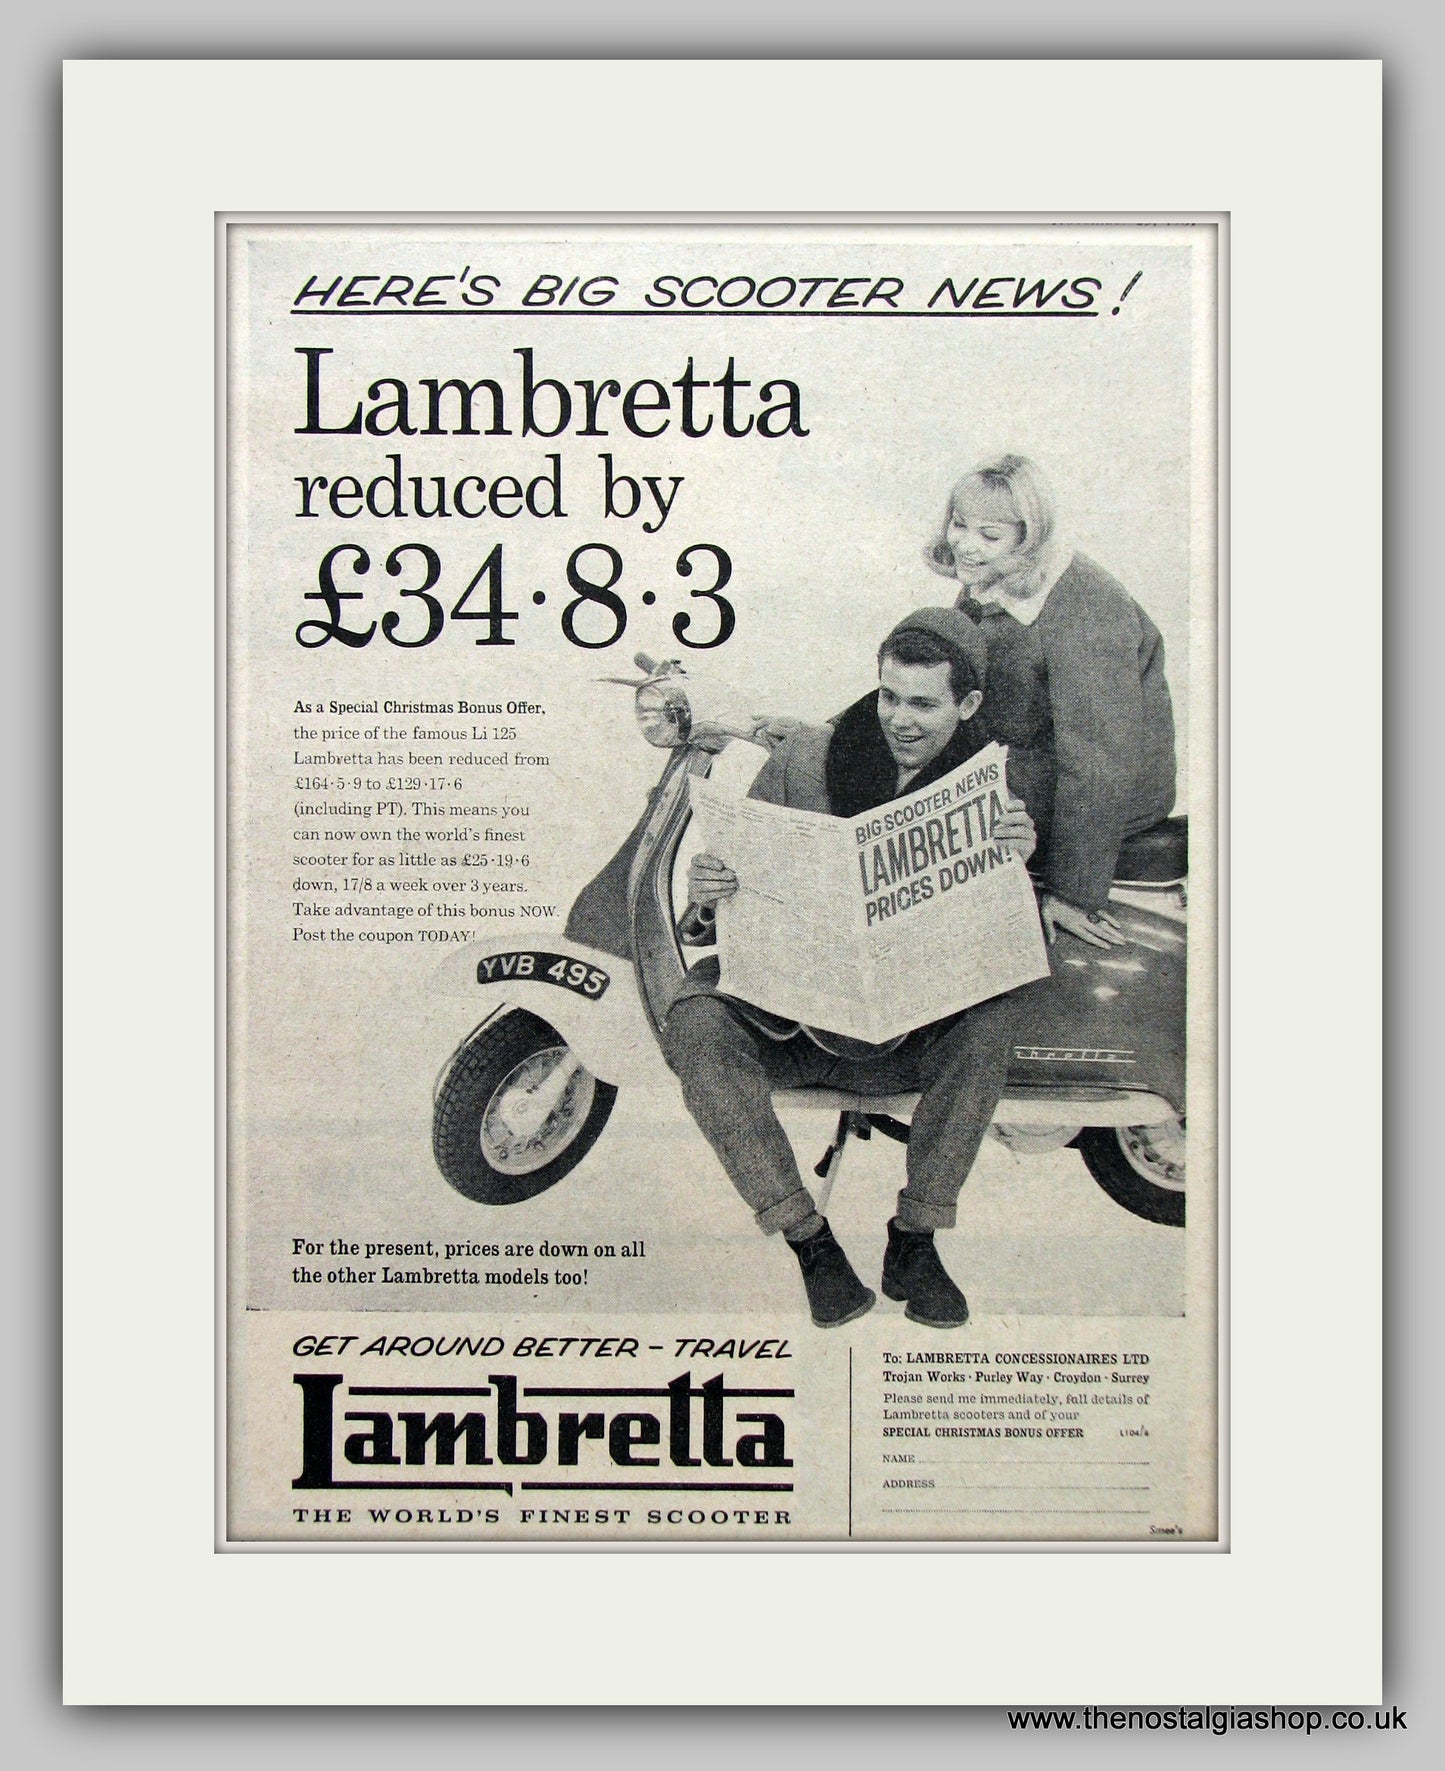 HERE'S BIG SCOOTER NEWS!
Lambretta
reduced by
£34·8·3
As a Special Christmas Bonus Offer,
the price of the famous Li 125
Lambretta has been reduced from
£164·5·9 to £129·17·6
(including PT). This means you
can now own the world's finest
scooter for as little as £25·19·6
down, 17/8 a week over 3 years.
Take advantage of this bonus NOW.
Post the coupon TODAY!
BIG SCOOTER NEWS
LAMBRETTA
PRICES DOWN!
YVB 495
For the present, prices are down on all
the other Lambretta models too!
GET AROUND BETTER – TRAVEL
Lambretta
THE WORLD'S FINEST SCOOTER
To: LAMBRETTA CONCESSIONAIRES LTD
Trojan Works · Purley Way · Croydon · Surrey
Please send me immediately, full details of
Lambretta scooters and of your
SPECIAL CHRISTMAS BONUS OFFER L104/6
NAME
ADDRESS
Smee's
www.thenostalgiashop.co.uk